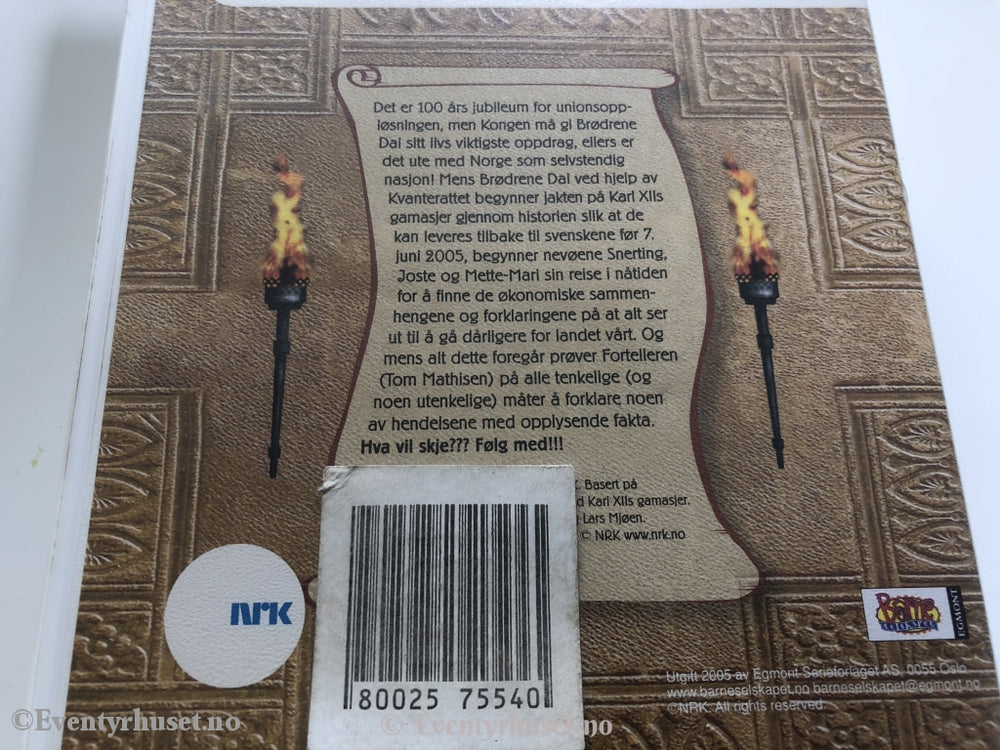 Det er 100 års jubileum for unionsopp-
løsningen, men Kongen må gi Brødrene
Dal sitt livs viktigste oppdrag, ellers er
det ute med Norge som selvstendig
nasjon! Mens Brødrene Dal ved hjelp av
Kvanterattet begynner jakten på Karl XIIs
gamasjer gjennom historien slik at de
kan leveres tilbake til svenskene før 7.
juni 2005, begynner nevøene Snerting,
Joste og Mette-Mari sin reise i nåtiden
for å finne de økonomiske sammen-
hengene og forklaringene på at alt ser
ut til å gå dårligere for landet vårt. Og
mens alt dette foregår prøver Fortelleren
(Tom Mathisen) på alle tenkelige (og
noen utenkelige) måter å forklare noen
av hendelsene med opplysende fakta.
Hva vil skje??? Følg med!!!
. Basert på
d Karl XIIs gamasjer.
Lars Mjøen.
© NRK www.nrk.no
NRK
80025 75540
Barne
selskapet
EGMONT
Utgitt 2005 av Egmont Serieforlaget AS, 0055 Oslo
www.barneselskapet.no barneselskapet@egmont.no
©NRK. All rights reserved.
©Eventyrhuset.no
©Eventyrhuset.no